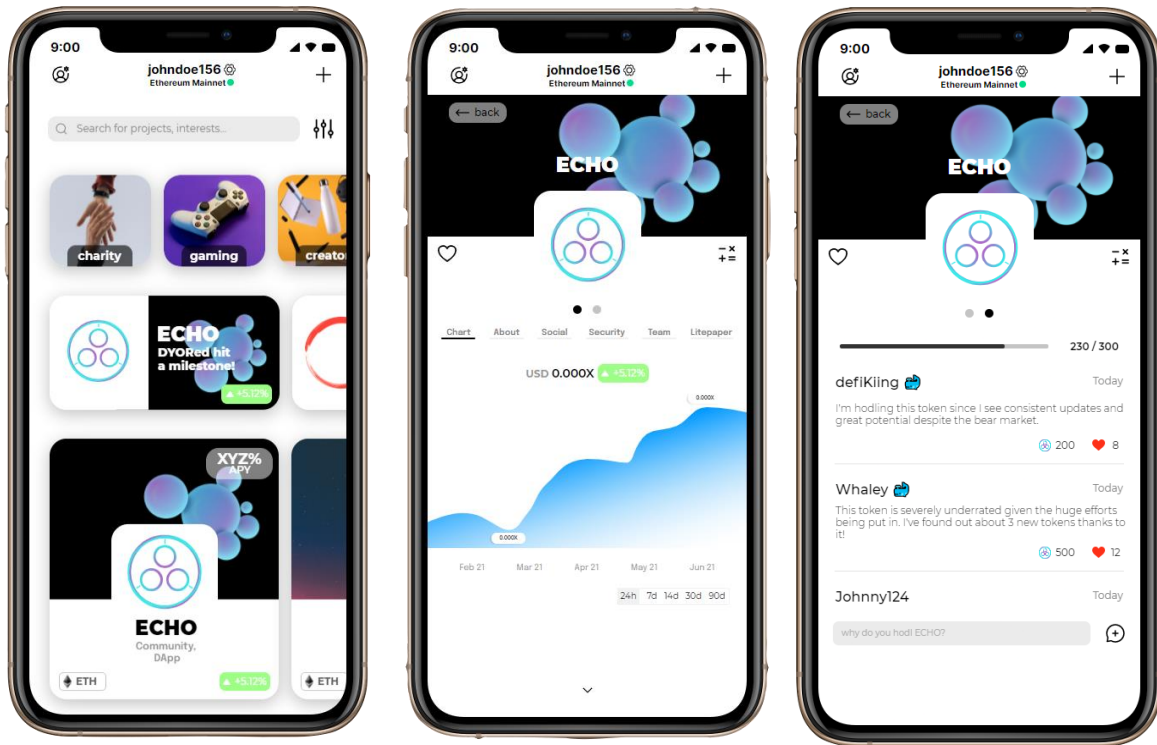 9:00
johndoe156
Ethereum Mainnet
Search for projects, interests...
charity
gaming
creato
ECHO
DYORed hit
a milestone!
+5.12%
XYZ%
APY
ECHO
Community,
DApp
ETH
+5.12%
ETH
9:00
johndoe156
Ethereum Mainnet
← back
ECHO
Chart About Social Security Team Litepaper
USD 0.000X +5.12%
0.000X
0.000X
Feb 21 Mar 21 Apr 21 May 21 Jun 21
24h 7d 14d 30d 90d
9:00
johndoe156
Ethereum Mainnet
← back
ECHO
230 / 300
defiKiing Today
I'm hodling this token since I see consistent updates and
great potential despite the bear market.
200 8
Whaley Today
This token is severely underrated given the huge efforts
being put in. I've found out about 3 new tokens thanks to
it!
500 12
Johnny124 Today
why do you hodl ECHO?